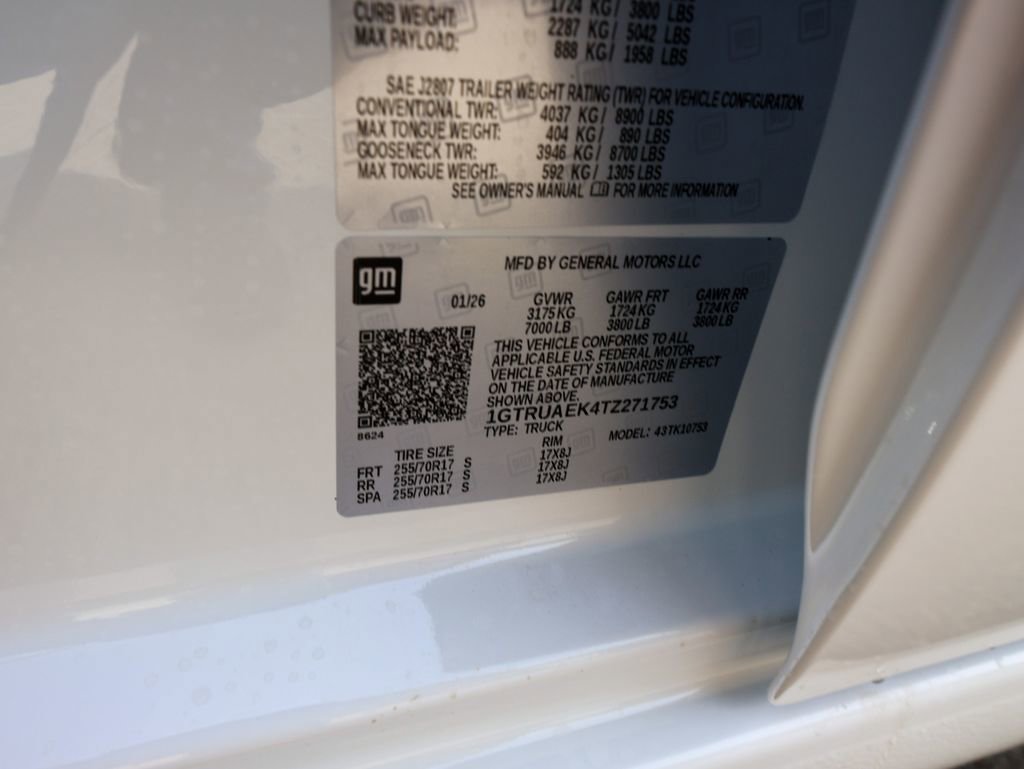 CURB WEIGHT: 1724 KG / 3800 LBS
2287 KG / 5042 LBS
MAX PAYLOAD: 888 KG / 1958 LBS
SAE J2807 TRAILER WEIGHT RATING (TWR) FOR VEHICLE CONFIGURATION.
CONVENTIONAL TWR: 4037 KG / 8900 LBS
MAX TONGUE WEIGHT: 404 KG / 890 LBS
GOOSENECK TWR: 3946 KG / 8700 LBS
MAX TONGUE WEIGHT: 592 KG / 1305 LBS
SEE OWNER'S MANUAL FOR MORE INFORMATION
gm
MFD BY GENERAL MOTORS LLC
01/26 GVWR GAWR FRT GAWR RR
3175 KG 1724 KG 1724 KG
7000 LB 3800 LB 3800 LB
THIS VEHICLE CONFORMS TO ALL
APPLICABLE U.S. FEDERAL MOTOR
VEHICLE SAFETY STANDARDS IN EFFECT
ON THE DATE OF MANUFACTURE
SHOWN ABOVE.
1GTRUAEK4TZ271753
8624
TYPE: TRUCK MODEL: 43TK10753
TIRE SIZE RIM
FRT 255/70R17 S 17X8J
RR 255/70R17 S 17X8J
SPA 255/70R17 S 17X8J